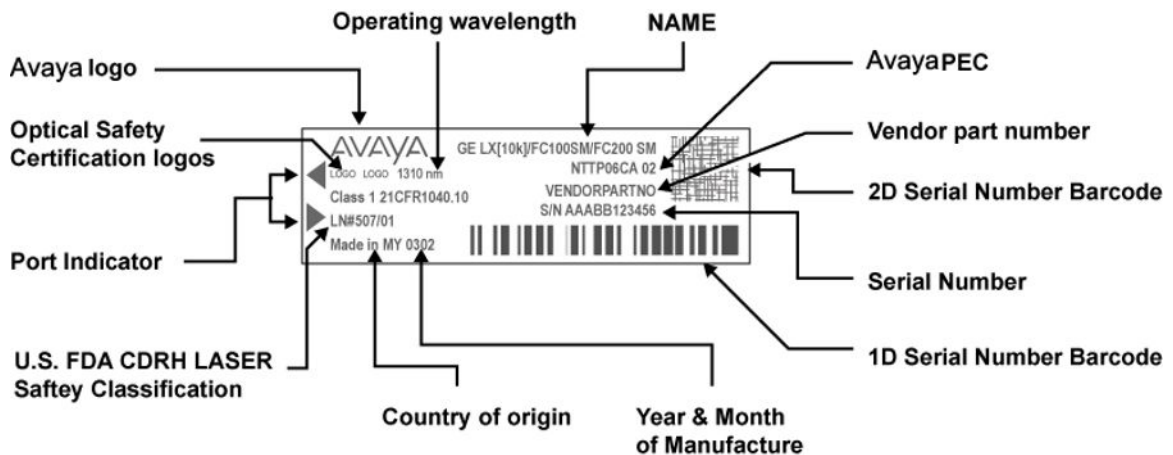 Operating wavelength
NAME
Avaya logo
AvayaPEC
Optical Safety
Certification logos
Vendor part number
2D Serial Number Barcode
Port Indicator
Serial Number
U.S. FDA CDRH LASER
Saftey Classification
1D Serial Number Barcode
Country of origin
Year & Month
of Manufacture
AVAYA
LOGO LOGO 1310 nm
Class 1 21CFR1040.10
LN#507/01
Made in MY 0302
GE LX[10k]/FC100SM/FC200 SM
NTTP06CA 02
VENDORPARTNO
S/N AAABB123456